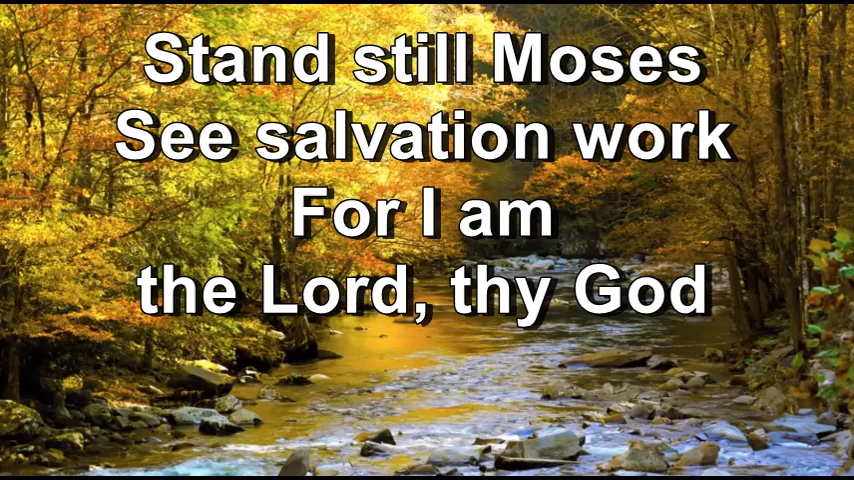 Stand still Moses
See salvation work
For I am
the Lord, thy God